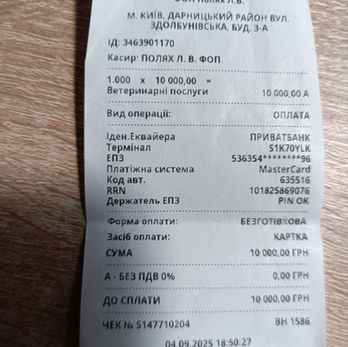 ФОП ПОЛЯХ Л.В.
М. КИЇВ, ДАРНИЦЬКИЙ РАЙОН ВУЛ.
ЗДОЛБУНІВСЬКА, БУД. 3-А
ІД: 3463901170
Касир: ПОЛЯХ Л. В. ФОП
1.000 x 10 000,00 =
Ветеринарні послуги 10 000,00 А
Вид операції: ОПЛАТА
Іден.Еквайера ПРИВАТБАНК
Термінал S1K70YLK
ЕПЗ 536354********96
Платіжна система MasterCard
Код авт. 635516
RRN 101825869076
Держатель ЕПЗ PIN OK
Форма оплати: БЕЗГОТІВКОВА
Засіб оплати: КАРТКА
СУМА 10 000,00 ГРН
А - БЕЗ ПДВ 0% 0,00 ГРН
ДО СПЛАТИ 10 000,00 ГРН
ЧЕК № 5147710204 ВН 1586
04.09.2025 18:50:27